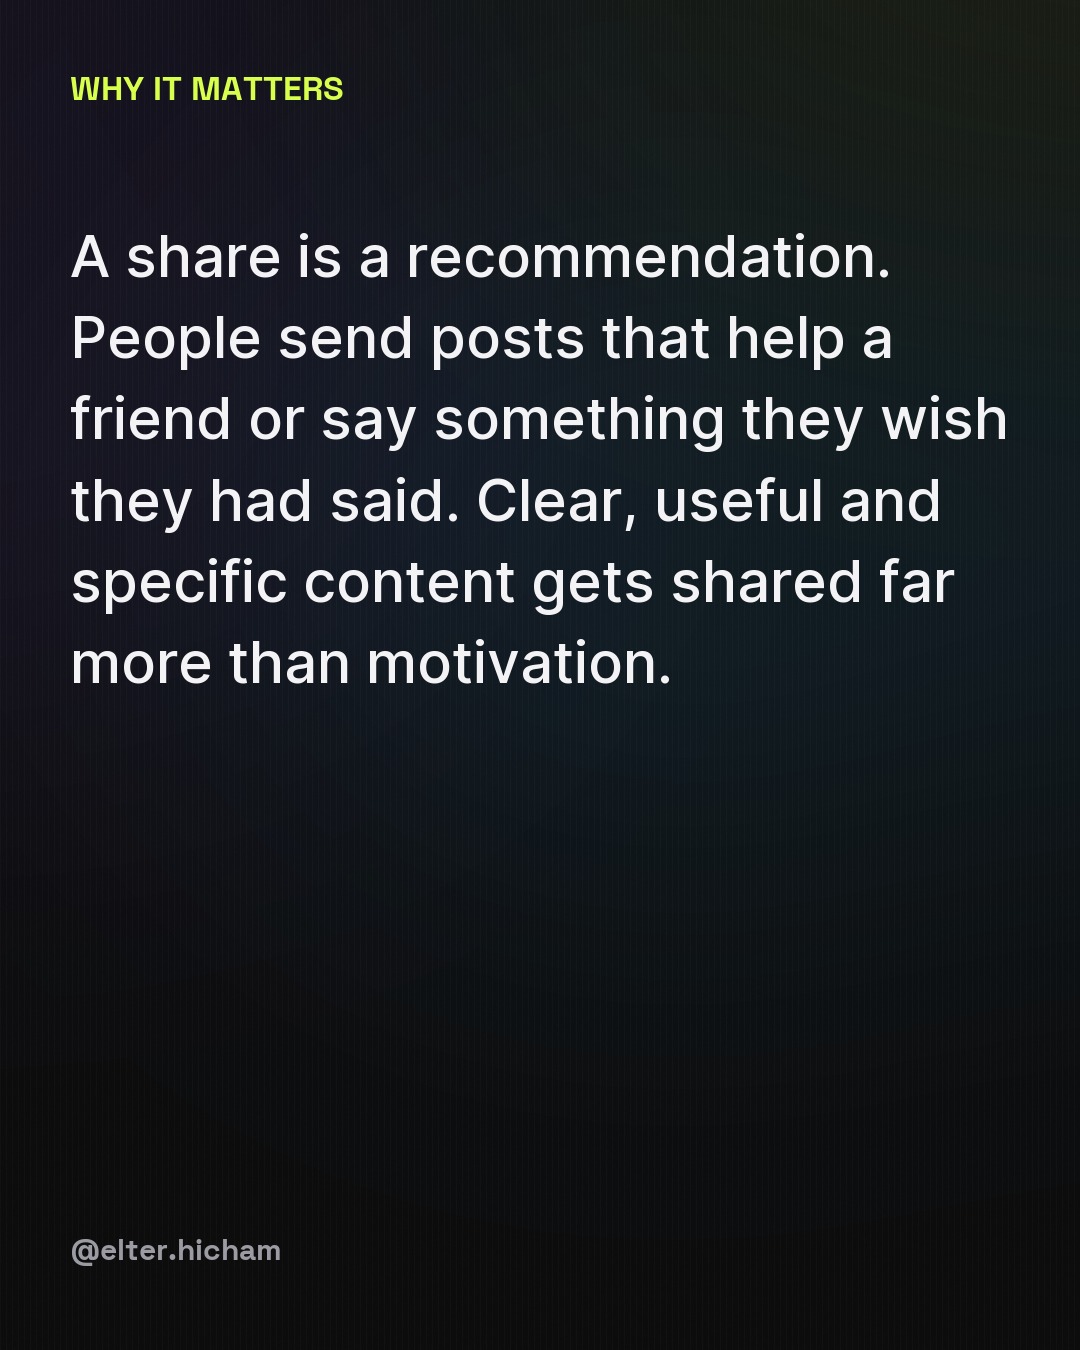 WHY IT MATTERS
A share is a recommendation.
People send posts that help a
friend or say something they wish
they had said. Clear, useful and
specific content gets shared far
more than motivation.
@elter.hicham